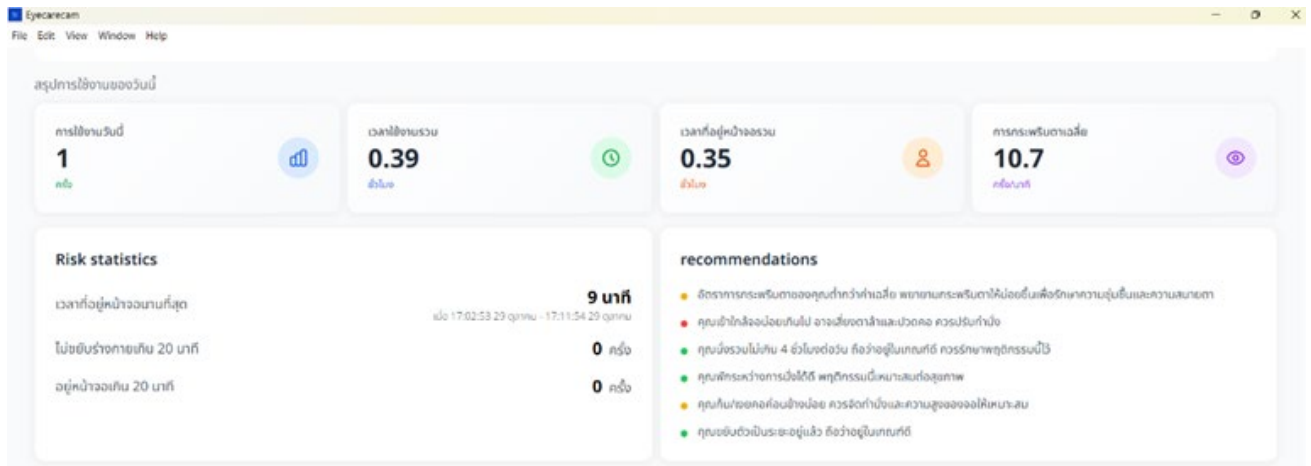 Eyecarecam
File Edit View Window Help
สรุปการใช้งานของวันนี้
การใช้งานวันนี้
1
ครั้ง
เวลาใช้งานรวม
0.39
ชั่วโมง
เวลาที่อยู่หน้าจอรวม
0.35
ชั่วโมง
การกระพริบตาเฉลี่ย
10.7
ครั้ง/นาที
Risk statistics
เวลาที่อยู่หน้าจอนานที่สุด
9 นาที
เมื่อ 17:02:53 29 ตุลาคม - 17:11:54 29 ตุลาคม
ไม่ขยับร่างกายเกิน 20 นาที
0 ครั้ง
อยู่หน้าจอเกิน 20 นาที
0 ครั้ง
recommendations
อัตราการกระพริบตาของคุณต่ำกว่าค่าเฉลี่ย พยายามกระพริบตาให้บ่อยขึ้นเพื่อรักษาความชุ่มชื้นและความสบายตา
คุณเข้าใกล้จอบ่อยเกินไป อาจเสี่ยงตาล้าและปวดคอ ควรปรับท่านั่ง
คุณนั่งรวมไม่เกิน 4 ชั่วโมงต่อวัน ถือว่าอยู่ในเกณฑ์ดี ควรรักษาพฤติกรรมนี้ไว้
คุณพักระหว่างการนั่งได้ดี พฤติกรรมนี้เหมาะสมต่อสุขภาพ
คุณก้ม/เงยคอค่อนข้างบ่อย ควรจัดท่านั่งและความสูงของจอให้เหมาะสม
คุณขยับตัวเป็นระยะอยู่แล้ว ถือว่าอยู่ในเกณฑ์ดี